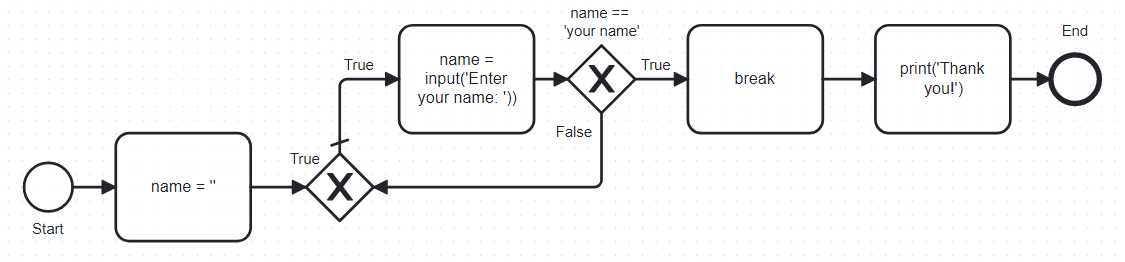 Start
name = ''
True
True
name =
input('Enter
your name: '))
name ==
'your name'
True
False
break
print('Thank
you!')
End